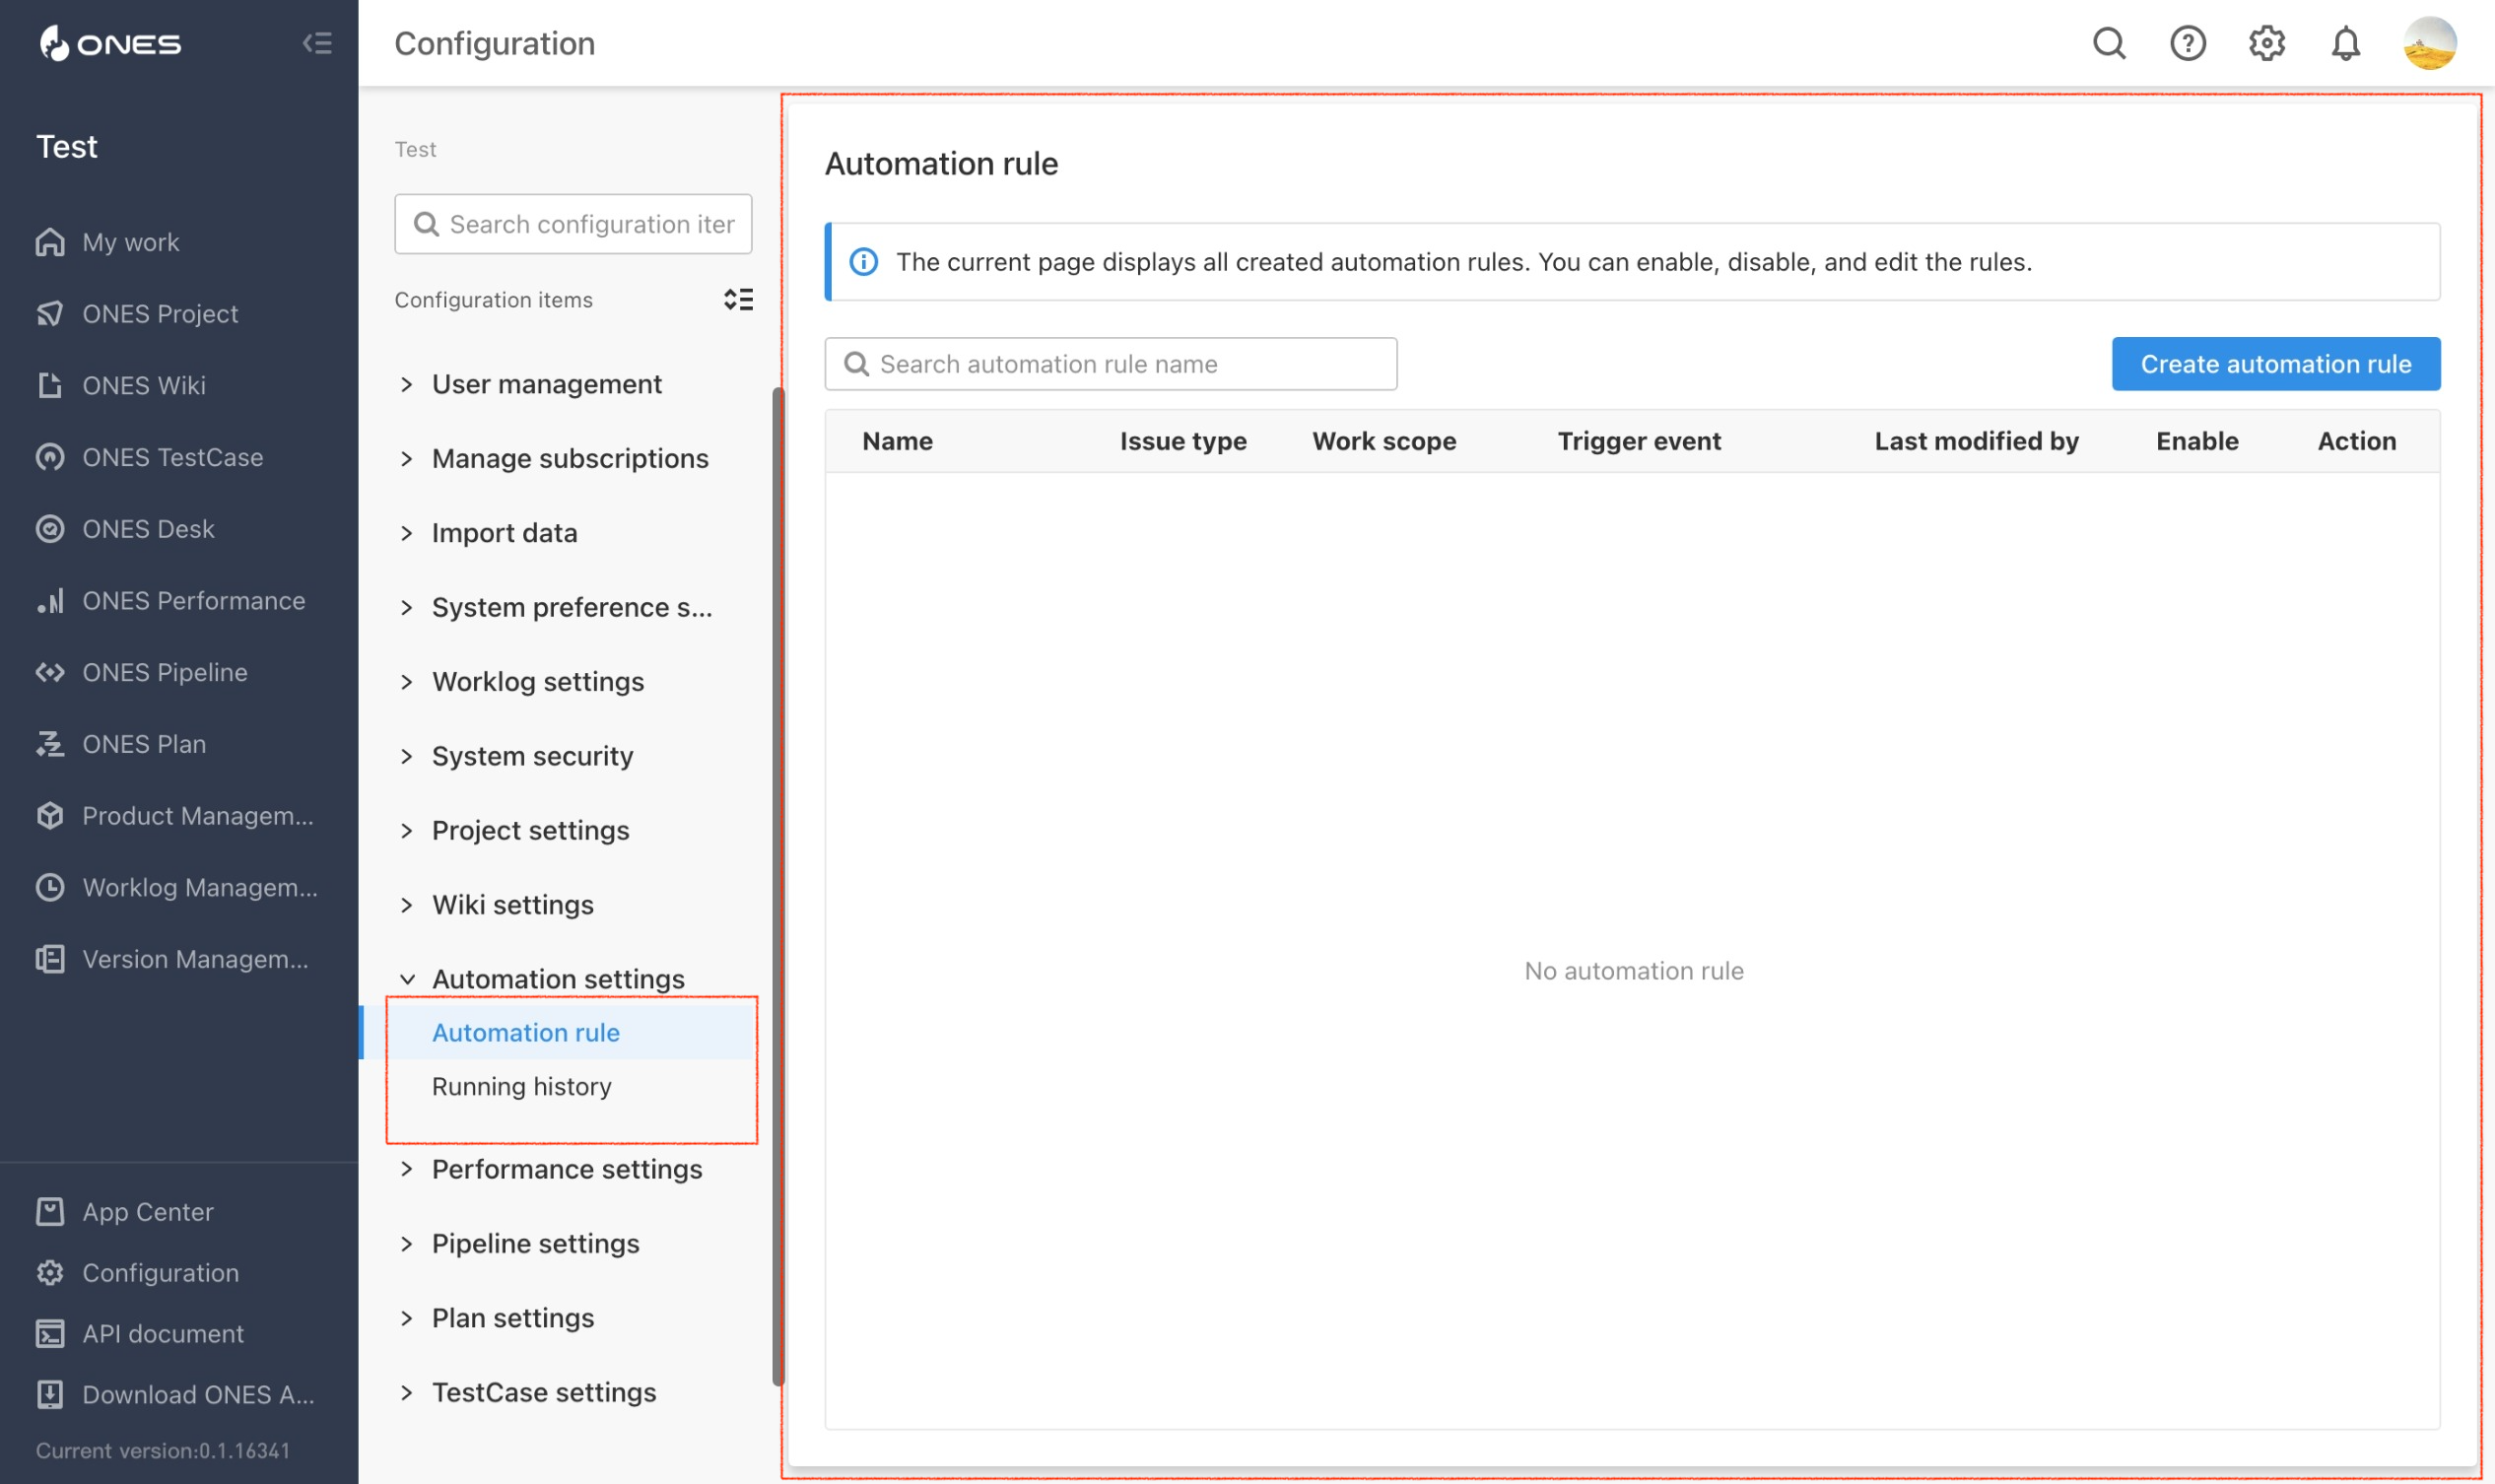 ONES
Configuration
Test
My work
ONES Project
ONES Wiki
ONES TestCase
ONES Desk
ONES Performance
ONES Pipeline
ONES Plan
Product Managem...
Worklog Managem...
Version Managem...
App Center
Configuration
API document
Download ONES A...
Current version:0.1.16341
Test
Search configuration iter
Configuration items
User management
Manage subscriptions
Import data
System preference s...
Worklog settings
System security
Project settings
Wiki settings
Automation settings
Automation rule
Running history
Performance settings
Pipeline settings
Plan settings
TestCase settings
Automation rule
The current page displays all created automation rules. You can enable, disable, and edit the rules.
Search automation rule name
Create automation rule
Name Issue type Work scope Trigger event Last modified by Enable Action
No automation rule